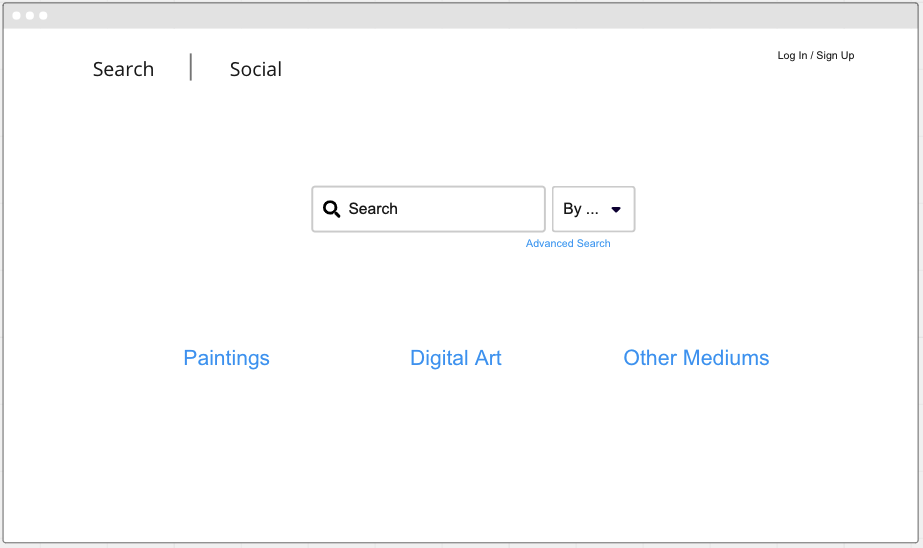 Search | Social
Log In / Sign Up
Search
By ...
Advanced Search
Paintings
Digital Art
Other Mediums